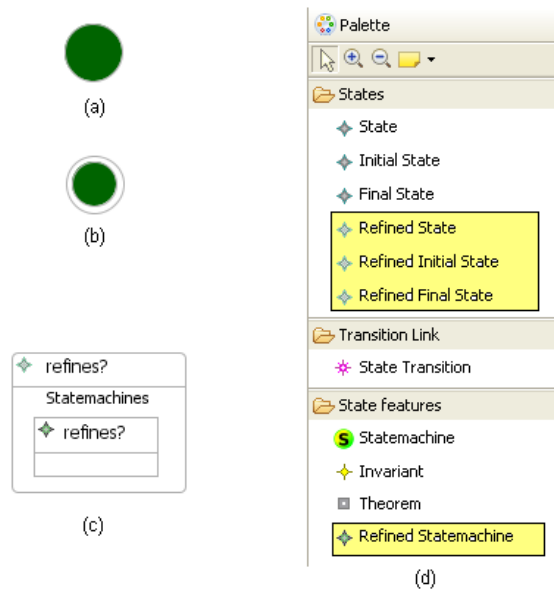 (a)
(b)
refines?
Statemachines
refines?
(c)
Palette
States
State
Initial State
Final State
Refined State
Refined Initial State
Refined Final State
Transition Link
State Transition
State features
S Statemachine
Invariant
Theorem
Refined Statemachine
(d)